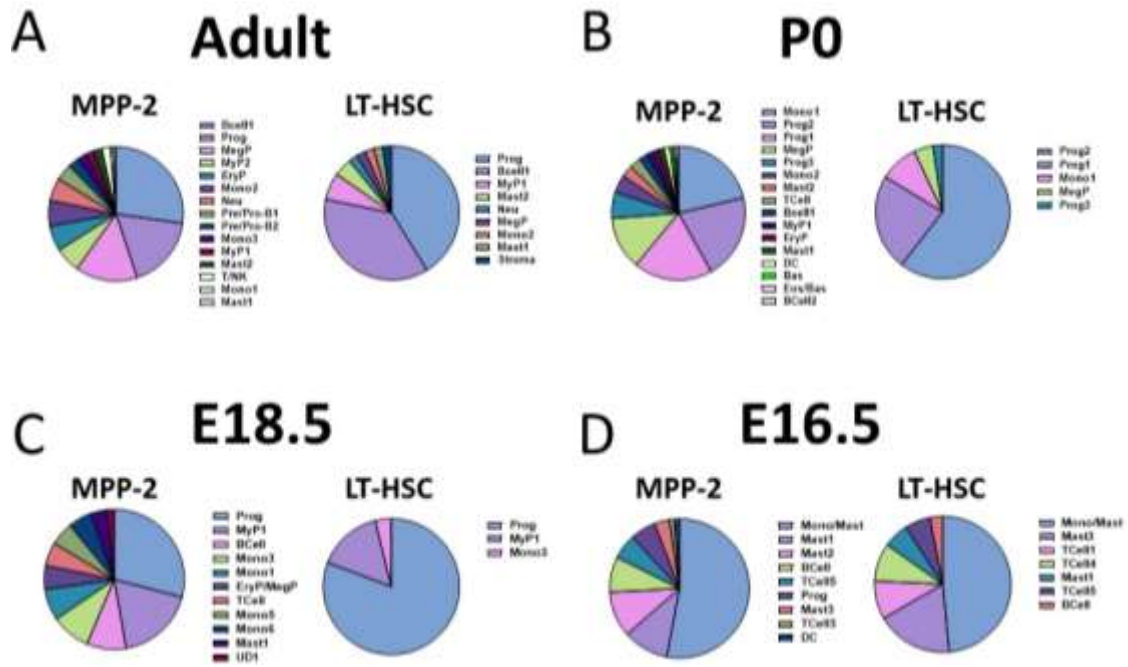 A Adult
MPP-2
LT-HSC
Bcell1
Prog
MegP
MyP2
EryP
Mono2
Neu
Pre/Pro-B1
Pre/Pro-B2
Mono3
MyP1
Mast2
T/NK
Mono1
Mast1
Prog
Bcell1
MyP1
Mast2
Neu
MegP
Mono2
Mast1
Stroma
B P0
MPP-2
LT-HSC
Mono1
Prog2
Prog1
MegP
Prog3
Mono2
Mast2
TCell
Bcell1
MyP1
EryP
Mast1
DC
Bas
Eos/Bas
BCell2
Prog2
Prog1
Mono1
MegP
Prog3
C E18.5
MPP-2
LT-HSC
Prog
MyP1
BCell
Mono3
Mono1
EryP/MegP
TCell
Mono5
Mono6
Mast1
UD1
Prog
MyP1
Mono3
D E16.5
MPP-2
LT-HSC
Mono/Mast
Mast1
Mast2
BCell
TCell5
Prog
Mast3
TCell3
DC
Mono/Mast
Mast3
TCell1
TCell4
Mast1
TCell5
BCell